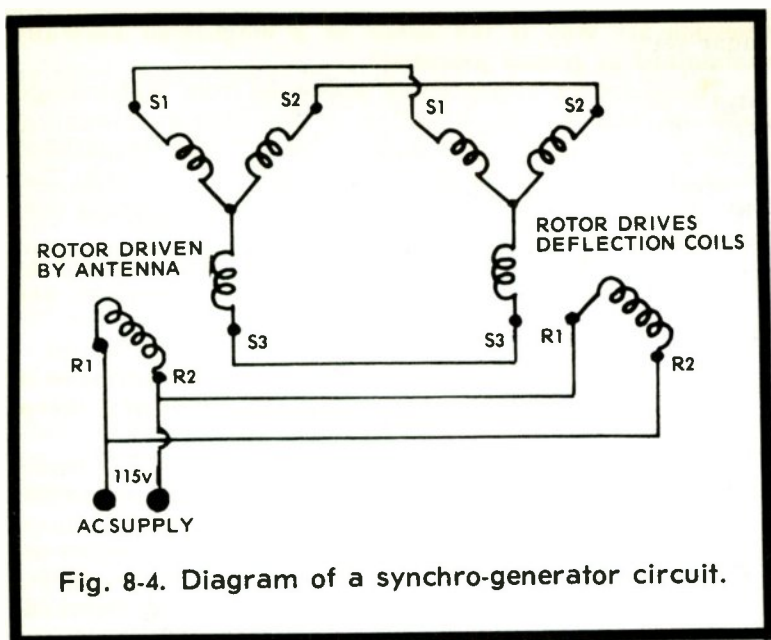 S1
S2
S1
S2
ROTOR DRIVEN
BY ANTENNA
ROTOR DRIVES
DEFLECTION COILS
R1
R2
S3
S3
R1
R2
115v
AC SUPPLY
Fig. 8-4. Diagram of a synchro-generator circuit.